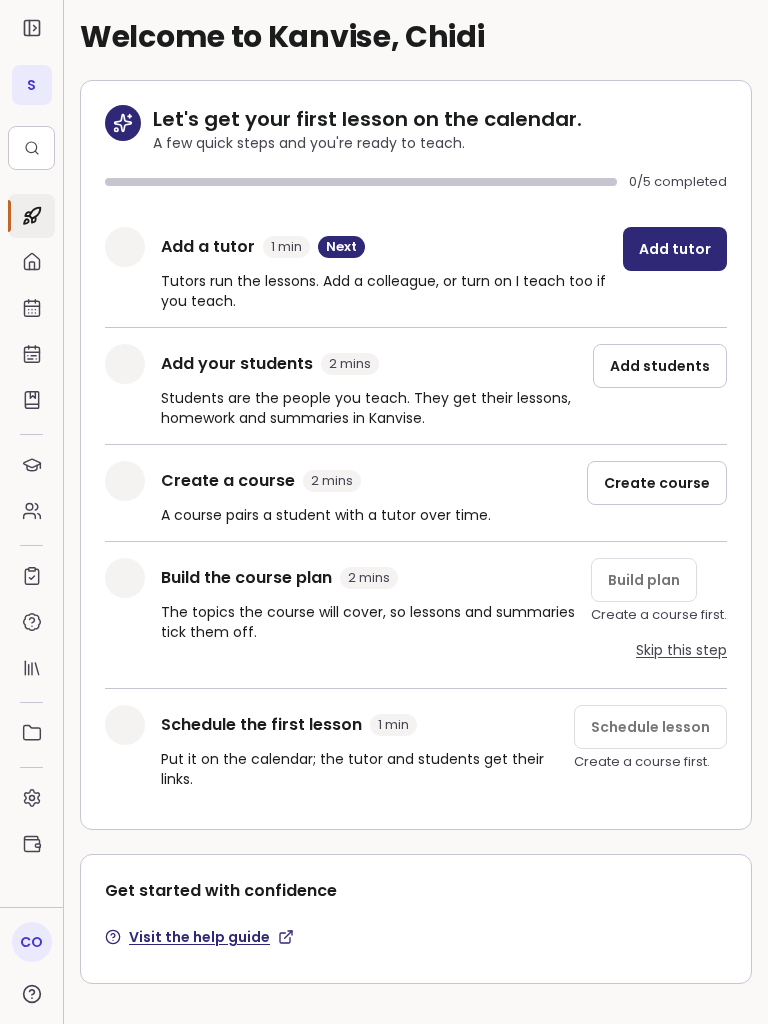 Welcome to Kanvise, Chidi
S
Let's get your first lesson on the calendar.
A few quick steps and you're ready to teach.
0/5 completed
Add a tutor 1 min Next
Add tutor
Tutors run the lessons. Add a colleague, or turn on I teach too if
you teach.
Add your students 2 mins
Add students
Students are the people you teach. They get their lessons,
homework and summaries in Kanvise.
Create a course 2 mins
Create course
A course pairs a student with a tutor over time.
Build the course plan 2 mins
Build plan
The topics the course will cover, so lessons and summaries
tick them off.
Create a course first.
Skip this step
Schedule the first lesson 1 min
Schedule lesson
Put it on the calendar; the tutor and students get their
links.
Create a course first.
Get started with confidence
Visit the help guide
CO